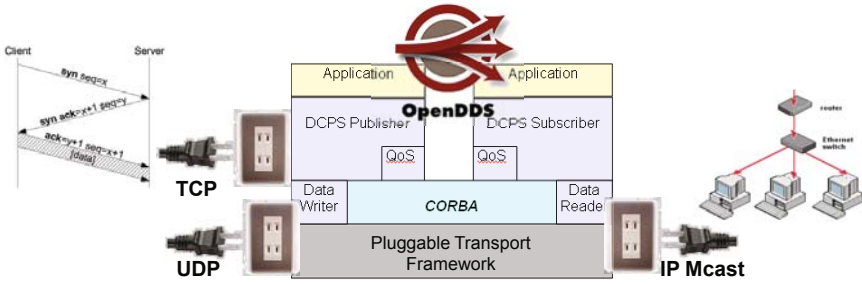 Client
Server
syn seq=x
syn ack=x+1 seq=y
ack=y+1 seq=x+1
[data]
TCP
UDP
Application
Application
OpenDDS
DCPS Publisher
DCPS Subscriber
QoS
QoS
Data
Writer
CORBA
Data
Reade
Pluggable Transport
Framework
IP Mcast
router
Ethernet
switch